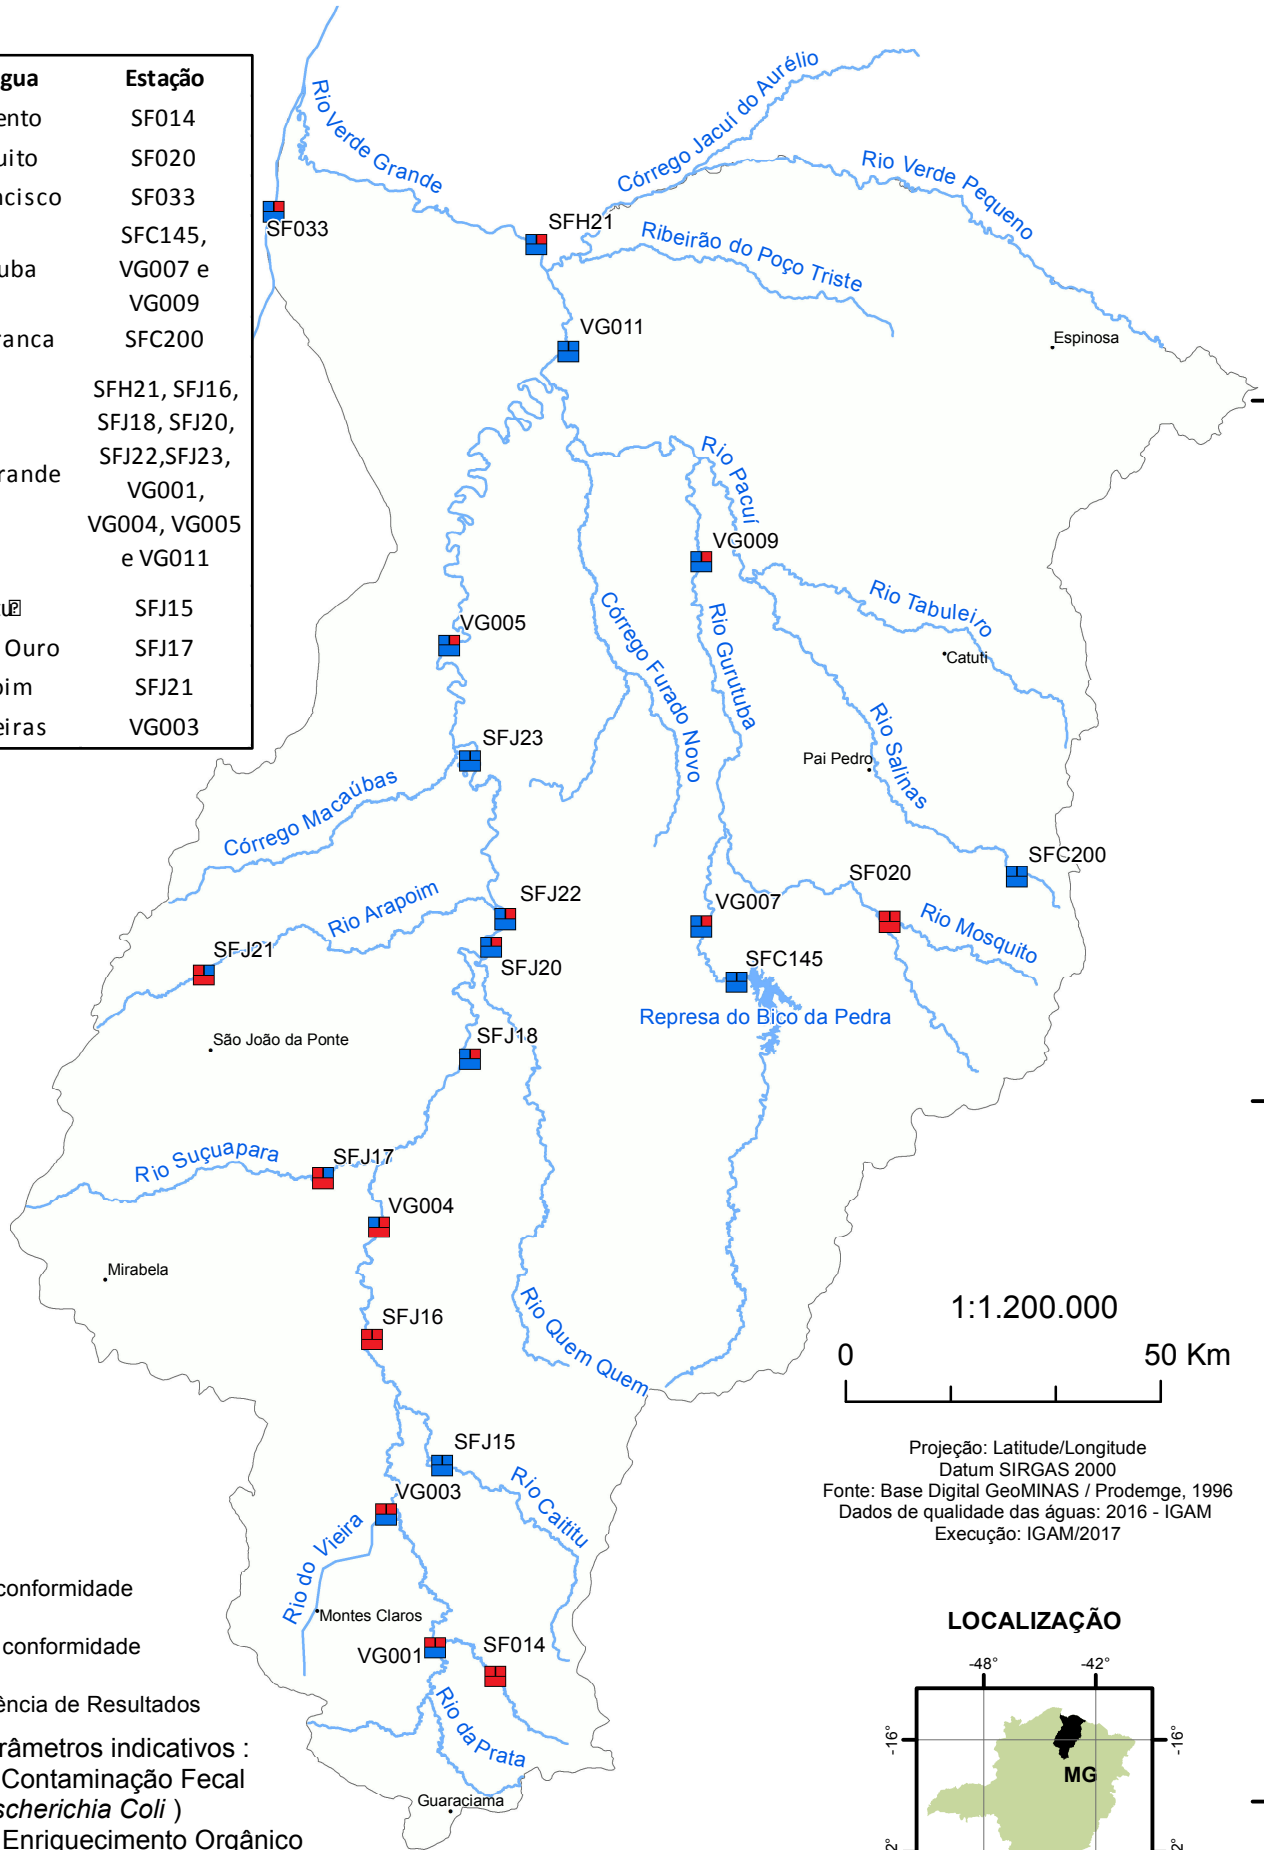 gua Estação
ento SF014
uito SF020
ncisco SF033
SFC145,
uba VG007 e
VG009
ranca SFC200
SFH21, SFJ16,
SFJ18, SFJ20,
SFJ22,SFJ23,
rande VG001,
VG004, VG005
e VG011
SFJ15
Ouro SFJ17
oim SFJ21
eiras VG003
Rio Verde Grande
Córrego Jacuí do Aurélio
Rio Verde Pequeno
SF033
SFH21
Ribeirão do Poço Triste
VG011
Espinosa
Rio Pacuí
VG009
Rio Tabuleiro
Catuti
Córrego Furado Novo
Rio Gurutuba
VG005
SFJ23
Pai Pedro
Rio Salinas
Córrego Macaúbas
SFC200
SF020
Rio Arapoim
SFJ22
VG007
Rio Mosquito
SFJ21
SFJ20
SFC145
Represa do Bico da Pedra
São João da Ponte
SFJ18
Rio Suçuapara
SFJ17
VG004
Mirabela
SFJ16
Rio Quem Quem
1:1.200.000
0 50 Km
SFJ15
Projeção: Latitude/Longitude
Datum SIRGAS 2000
Fonte: Base Digital GeoMINAS / Prodemge, 1996
Dados de qualidade das águas: 2016 - IGAM
Execução: IGAM/2017
VG003
Rio Caititu
Rio do Vieira
Montes Claros
VG001
SF014
Rio da Prata
Guaraciama
conformidade
conformidade
ência de Resultados
râmetros indicativos :
Contaminação Fecal
scherichia Coli )
Enriquecimento Orgânico
LOCALIZAÇÃO
-48° -42°
-16° -16°
MG